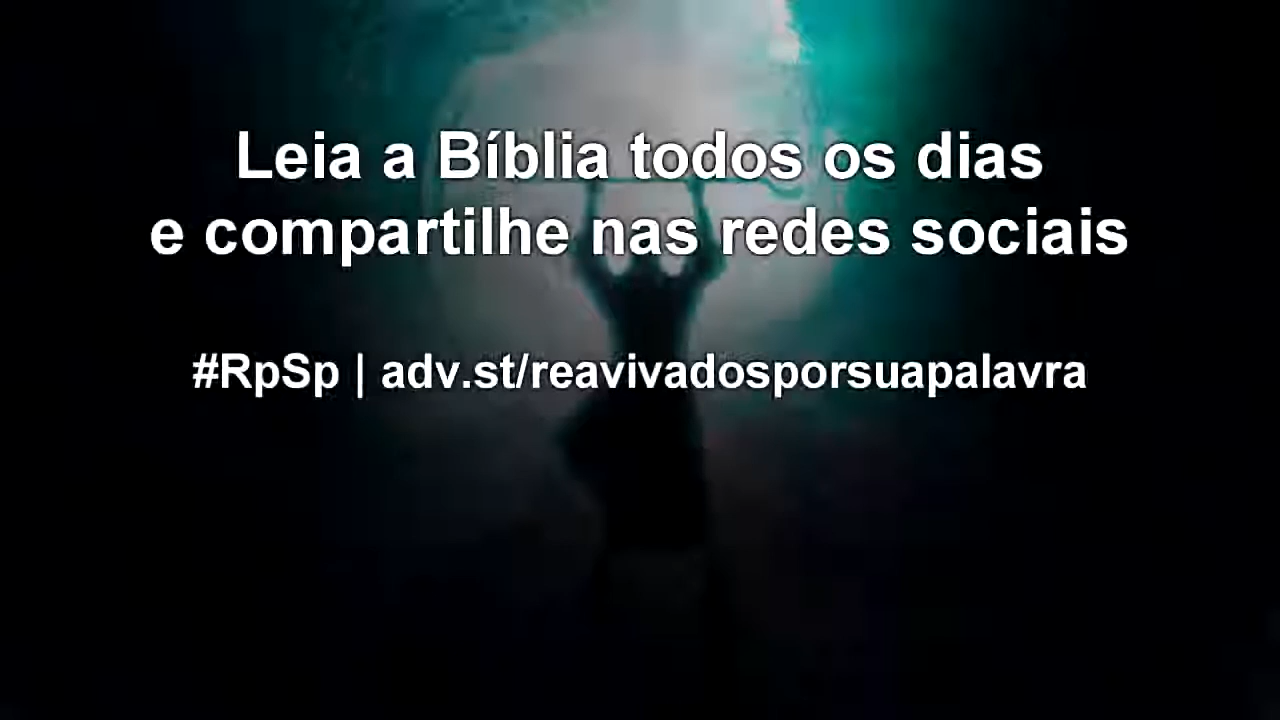 Leia a Bíblia todos os dias
e compartilhe nas redes sociais
#RpSp | adv.st/reavivadosporsuapalavra